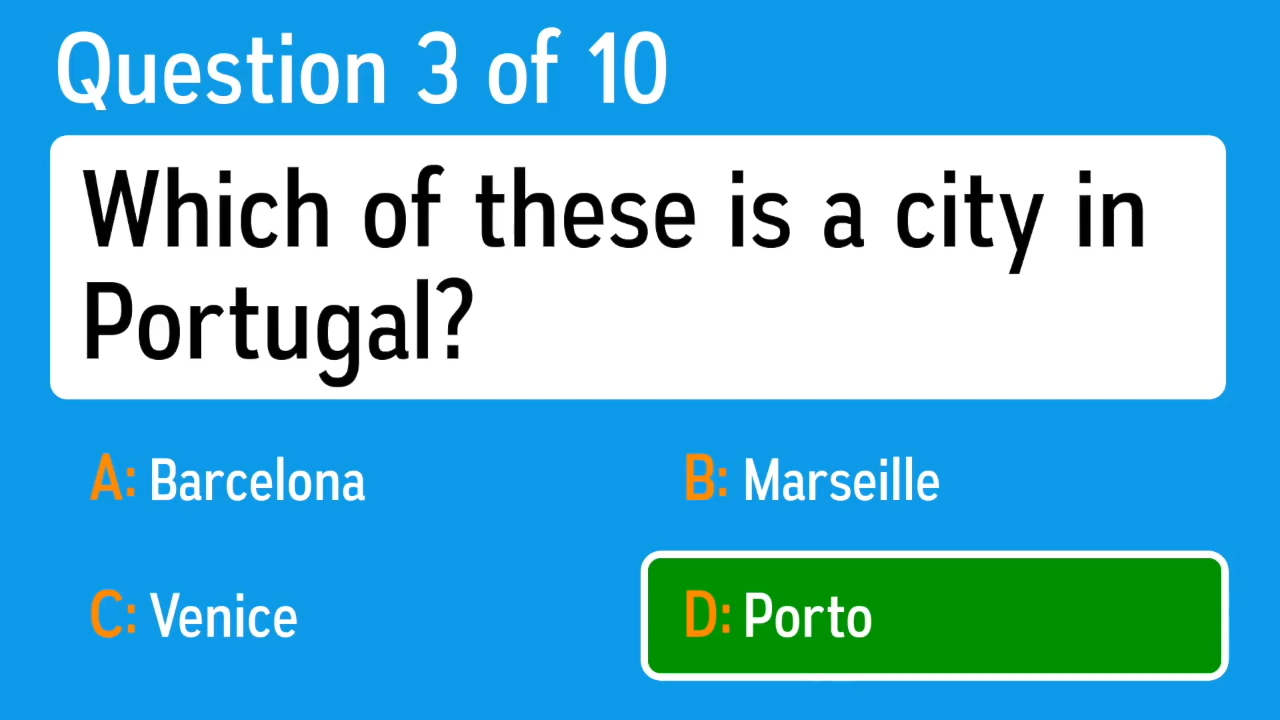 Question 3 of 10
Which of these is a city in
Portugal?
A: Barcelona
B: Marseille
C: Venice
D: Porto